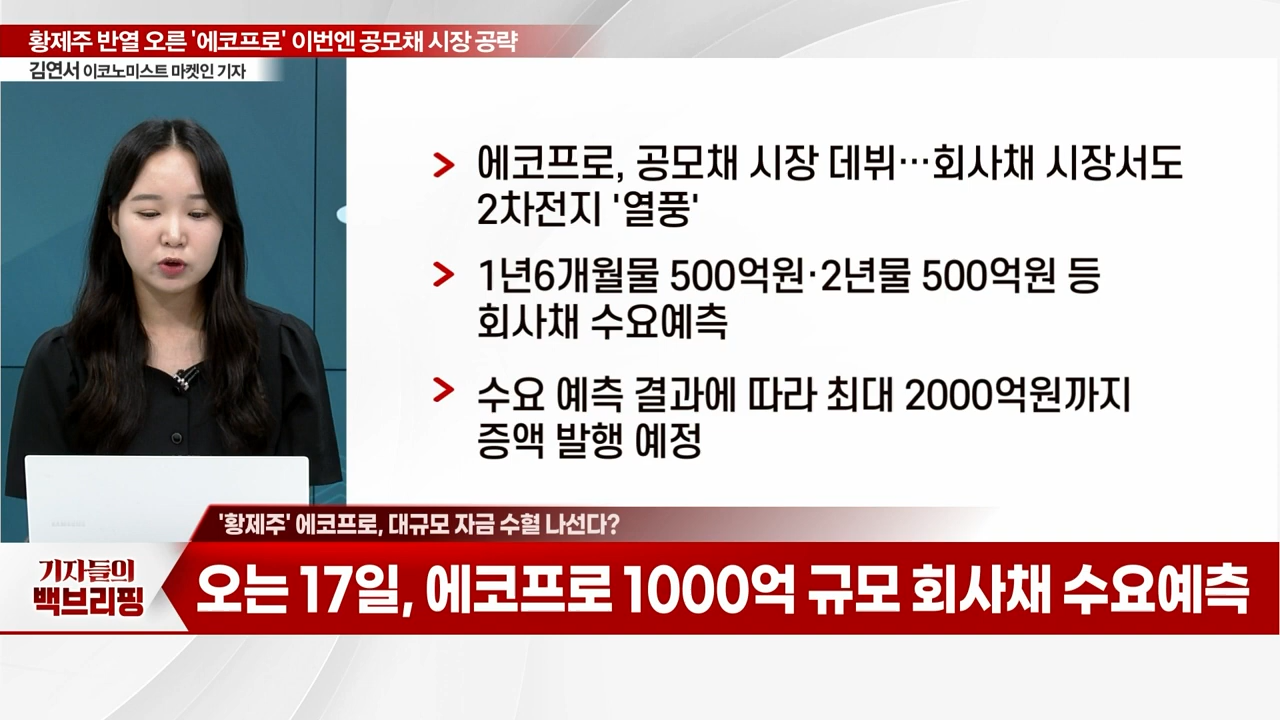 황제주 반열 오른 '에코프로' 이번엔 공모채 시장 공략
김연서 이코노미스트 마켓인 기자
> 에코프로, 공모채 시장 데뷔…회사채 시장서도
2차전지 '열풍'
> 1년6개월물 500억원·2년물 500억원 등
회사채 수요예측
> 수요 예측 결과에 따라 최대 2000억원까지
증액 발행 예정
SAMSUNG
'황제주' 에코프로, 대규모 자금 수혈 나선다?
기자들의
백브리핑
오는 17일, 에코프로 1000억 규모 회사채 수요예측